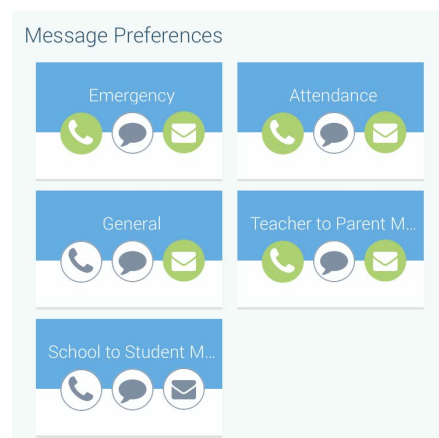 Message Preferences
Emergency
Attendance
General
Teacher to Parent M...
School to Student M...